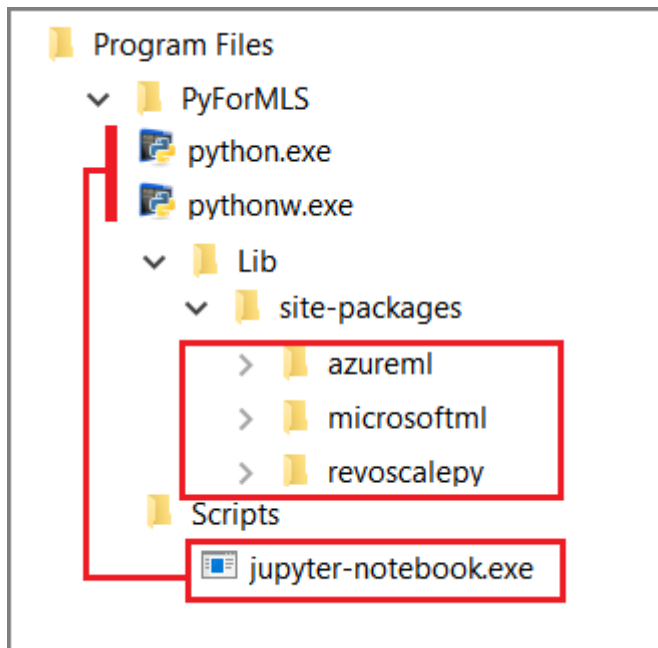 Program Files
PyForMLS
python.exe
pythonw.exe
Lib
site-packages
azureml
microsoftml
revoscalepy
Scripts
jupyter-notebook.exe